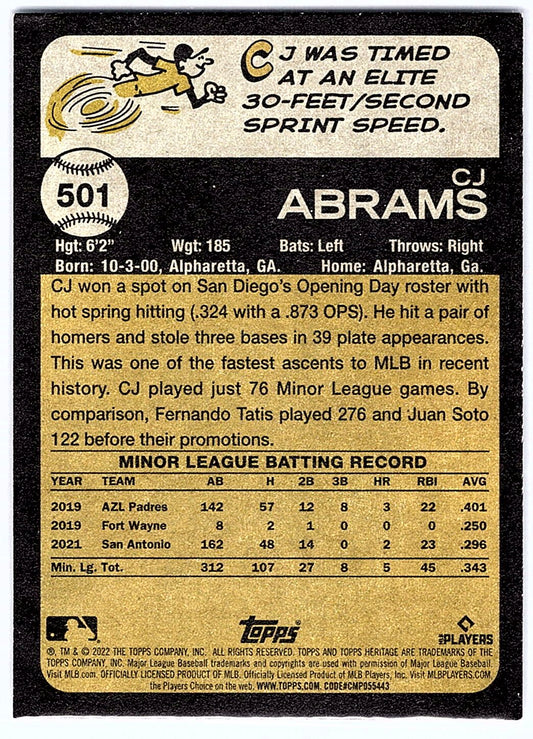 CJ WAS TIMED
AT AN ELITE
30-FEET/SECOND
SPRINT SPEED.
501
CJ
ABRAMS
Hgt: 6'2" Wgt: 185 Bats: Left Throws: Right
Born: 10-3-00, Alpharetta, GA. Home: Alpharetta, Ga.
CJ won a spot on San Diego's Opening Day roster with
hot spring hitting (.324 with a .873 OPS). He hit a pair of
homers and stole three bases in 39 plate appearances.
This was one of the fastest ascents to MLB in recent
history. CJ played just 76 Minor League games. By
comparison, Fernando Tatis played 276 and Juan Soto
122 before their promotions.
MINOR LEAGUE BATTING RECORD
YEAR TEAM AB H 2B 3B HR RBI AVG
2019 AZL Padres 142 57 12 8 3 22 .401
2019 Fort Wayne 8 2 1 0 0 0 .250
2021 San Antonio 162 48 14 0 2 23 .296
Min. Lg. Tot. 312 107 27 8 5 45 .343
topps
MLB PLAYERS
®, TM & © 2022 THE TOPPS COMPANY, INC. ALL RIGHTS RESERVED. TOPPS AND TOPPS HERITAGE ARE TRADEMARKS OF THE
TOPPS COMPANY, INC. Major League Baseball trademarks and copyrights are used with permission of Major League Baseball.
Visit MLB.com. OFFICIALLY LICENSED PRODUCT OF MLB. Officially Licensed Product of MLB Players, Inc. Visit MLBPLAYERS.com,
the Players Choice on the web. WWW.TOPPS.COM. CODE#CMP055443